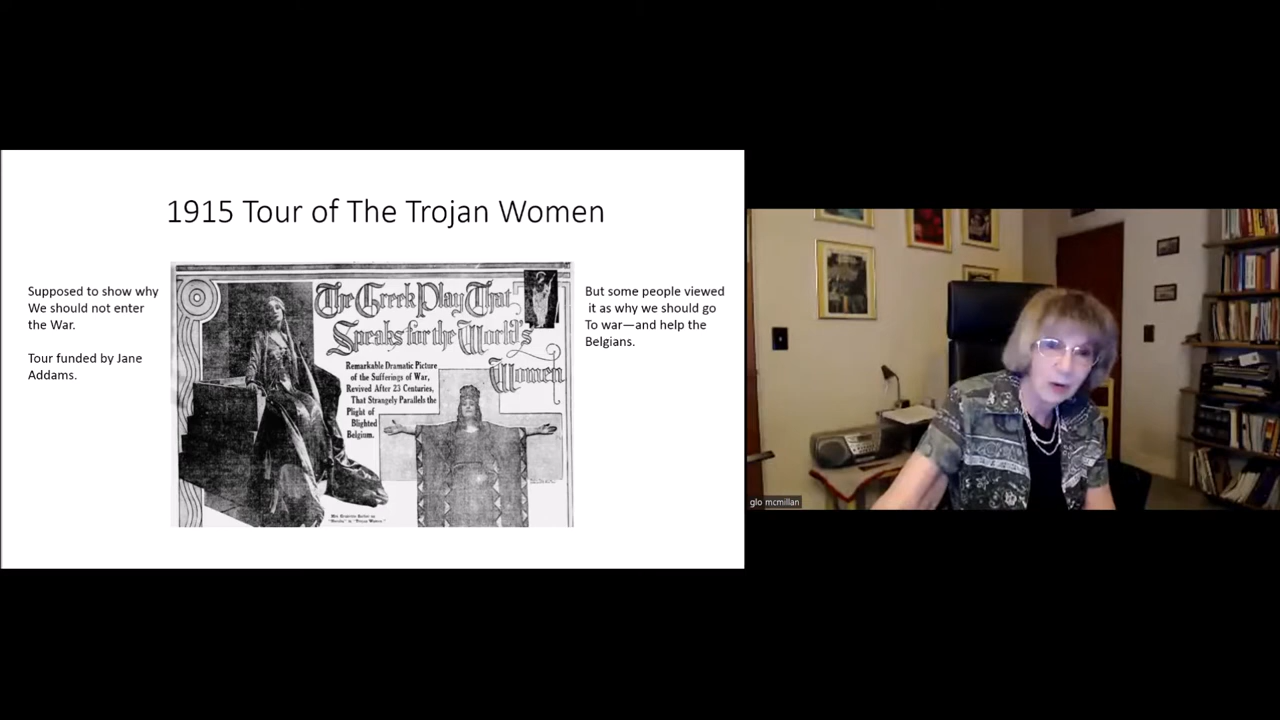 1915 Tour of The Trojan Women
Supposed to show why
We should not enter
the War.
Tour funded by Jane
Addams.
The Greek Play That
Speaks for the World's
Women
Remarkable Dramatic Picture
of the Sufferings of War,
Revived After 23 Centuries,
That Strangely Parallels the
Plight of
Blighted
Belgium.
But some people viewed
it as why we should go
To war—and help the
Belgians.
glo mcmillan